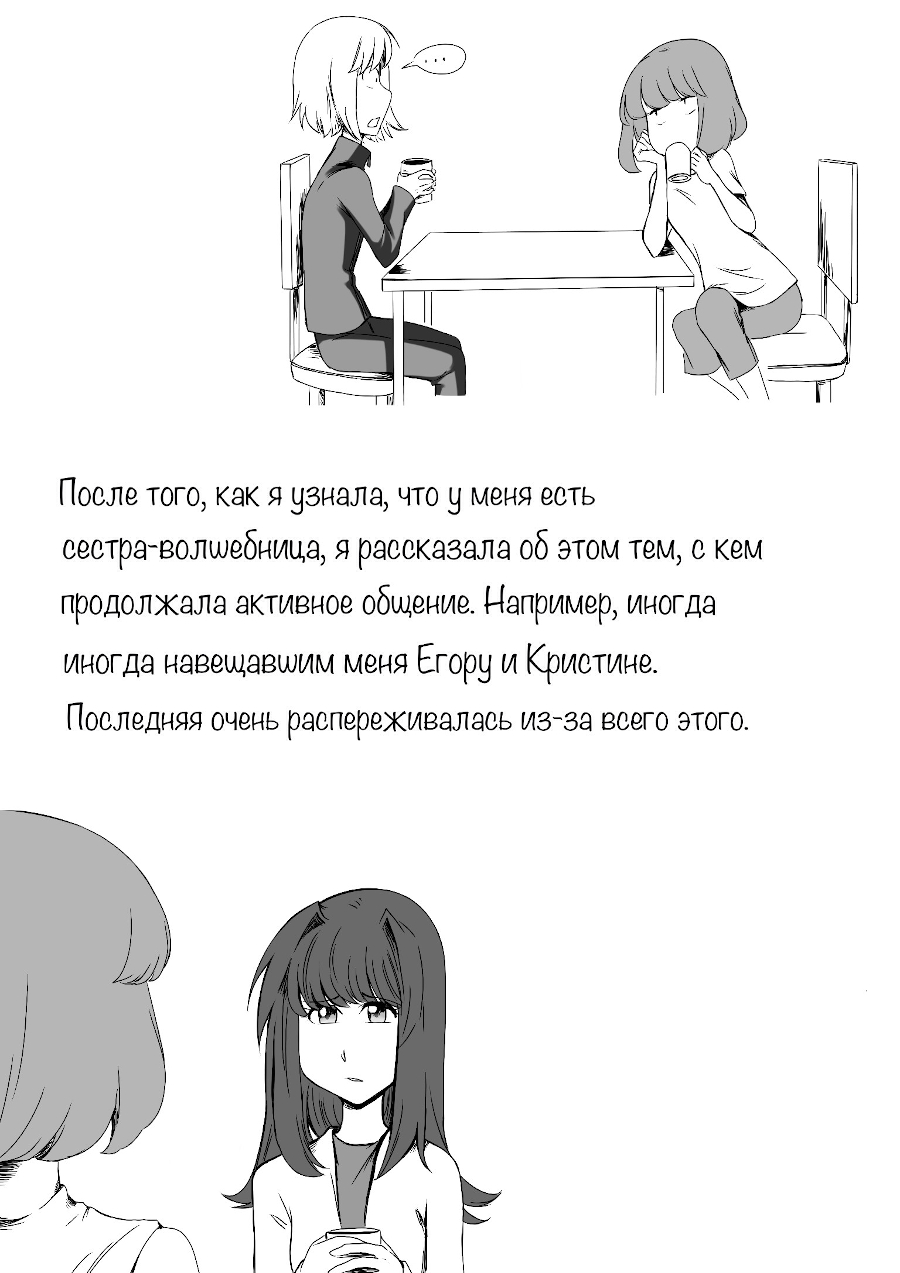 ...
После того, как я узнала, что у меня есть
сестра-волшебница, я рассказала об этом тем, с кем
продолжала активное общение. Например, иногда
иногда навещавшим меня Егору и Кристине.
Последняя очень распереживалась из-за всего этого.